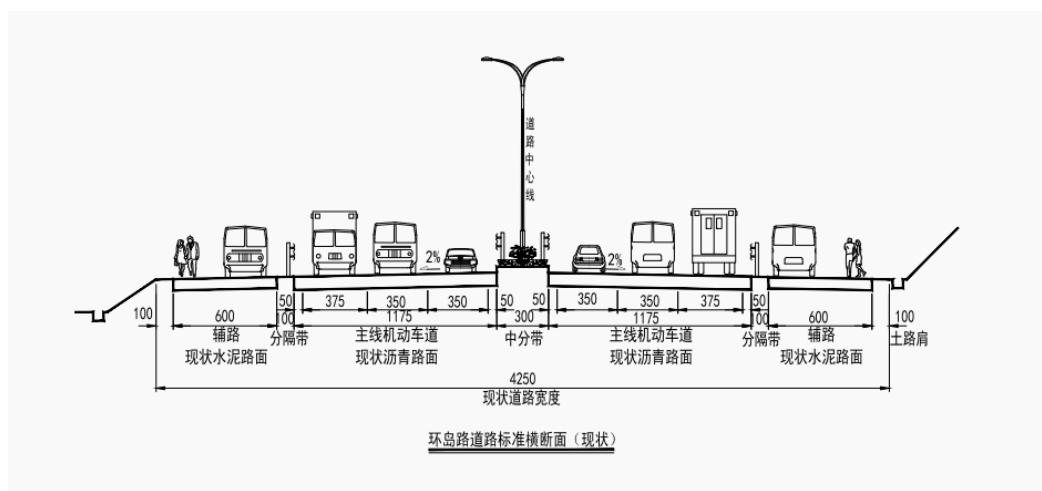 道路中心线
2%
2%
50
375
350
350
50
50
350
350
375
50
100
600
100
1175
300
1175
100
600
100
辅路
分隔带
主线机动车道
中分带
主线机动车道
分隔带
辅路
土路肩
现状水泥路面
现状沥青路面
现状沥青路面
现状水泥路面
4250
现状道路宽度
环岛路道路标准横断面（现状）